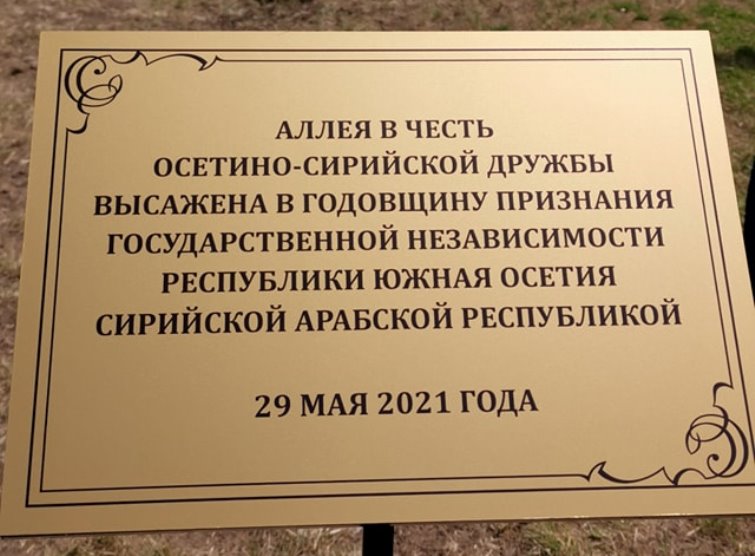 АЛЛЕЯ В ЧЕСТЬ
ОСЕТИНО-СИРИЙСКОЙ ДРУЖБЫ
ВЫСАЖЕНА В ГОДОВЩИНУ ПРИЗНАНИЯ
ГОСУДАРСТВЕННОЙ НЕЗАВИСИМОСТИ
РЕСПУБЛИКИ ЮЖНАЯ ОСЕТИЯ
СИРИЙСКОЙ АРАБСКОЙ РЕСПУБЛИКОЙ
29 МАЯ 2021 ГОДА